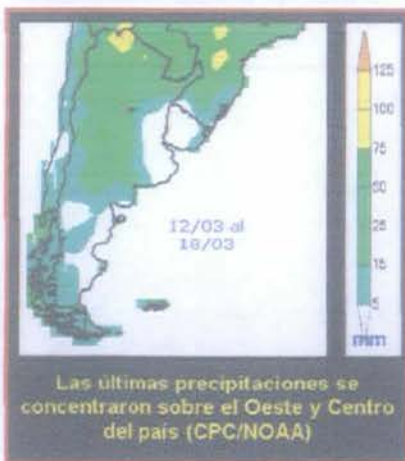 125
100
75
50
25
15
5
mm
12/03 al
18/03
Las últimas precipitaciones se
concentraron sobre el Oeste y Centro
del país (CPC/NOAA)